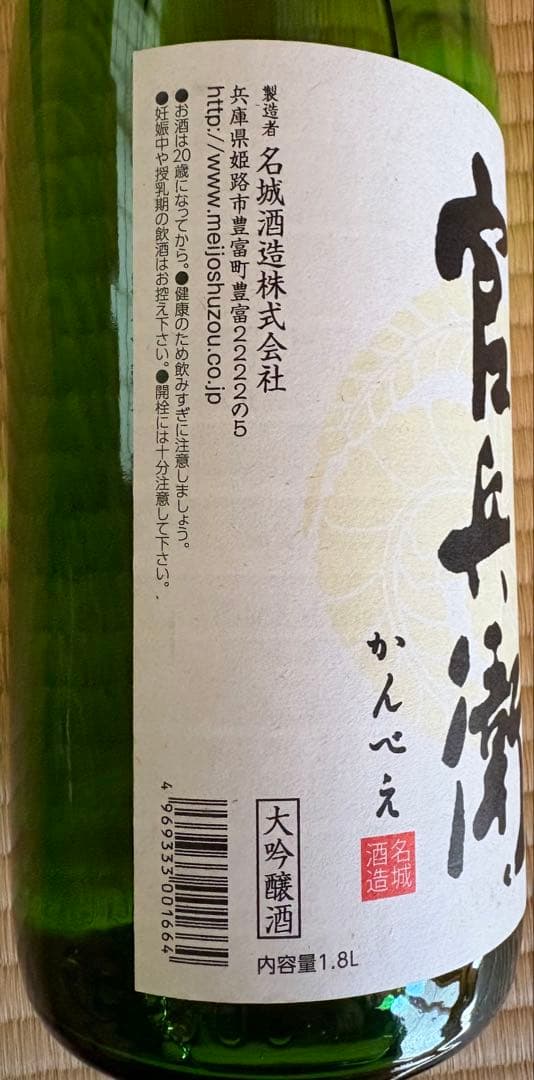 官兵衛
かんべえ
名城
酒造
大吟醸酒
内容量1.8L
製造者 名城酒造株式会社
兵庫県姫路市豊富町豊富2222の5
http://www.meijoshuzou.co.jp
●お酒は20歳になってから。●健康のため飲みすぎに注意しましょう。
●妊娠中や授乳期の飲酒はお控え下さい。●開栓には十分注意して下さい。
4969333001664